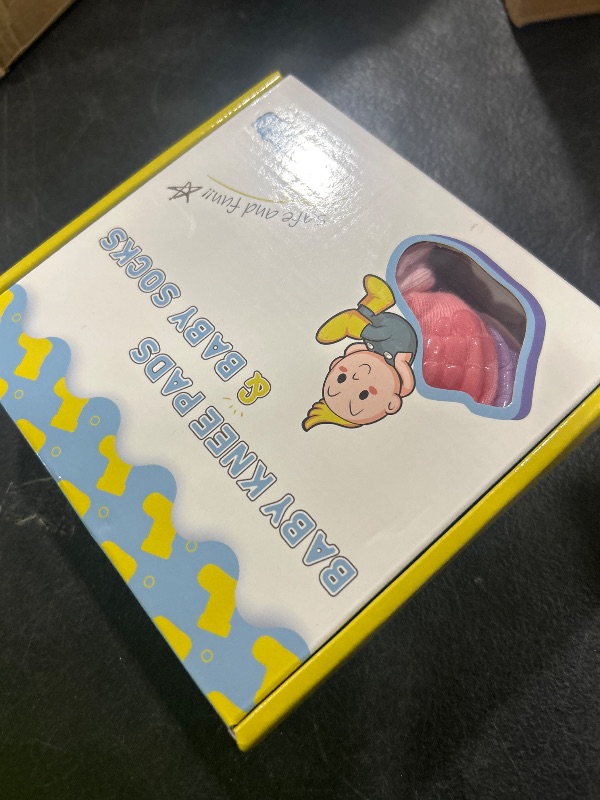 Safe and fun!!
BABY KNEE PADS
& BABY SOCKS